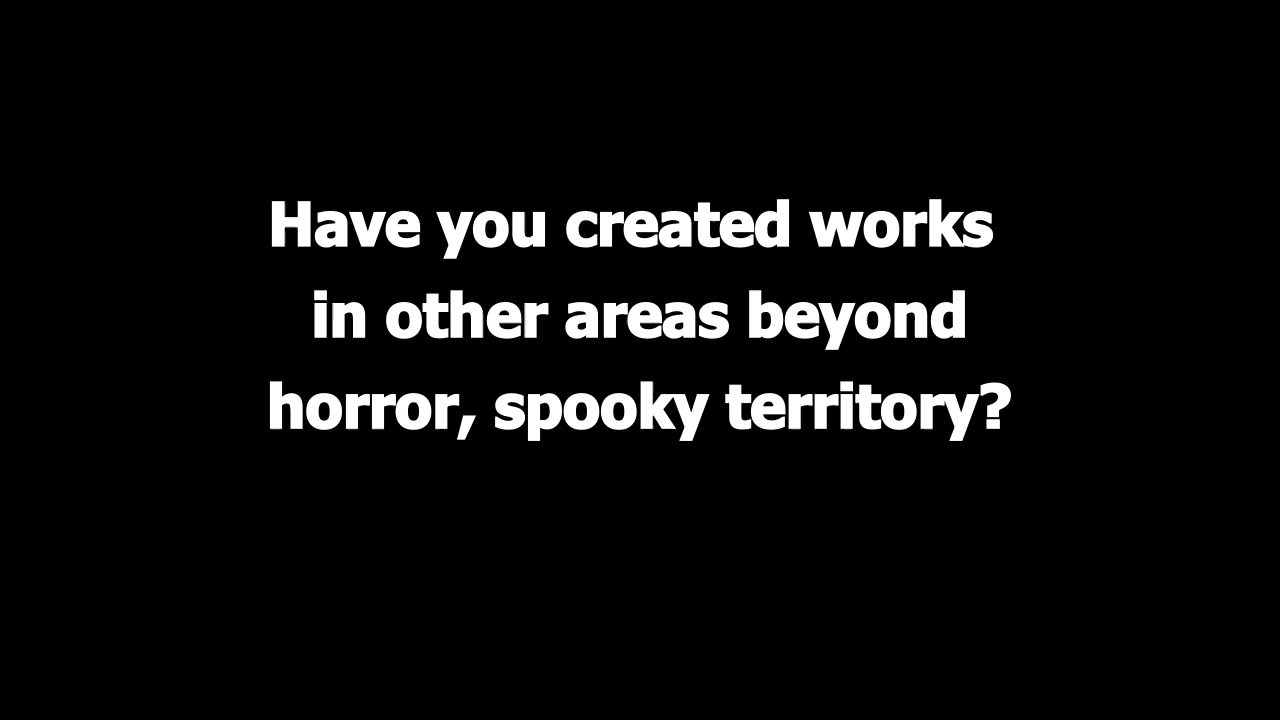 Have you created works
in other areas beyond
horror, spooky territory?